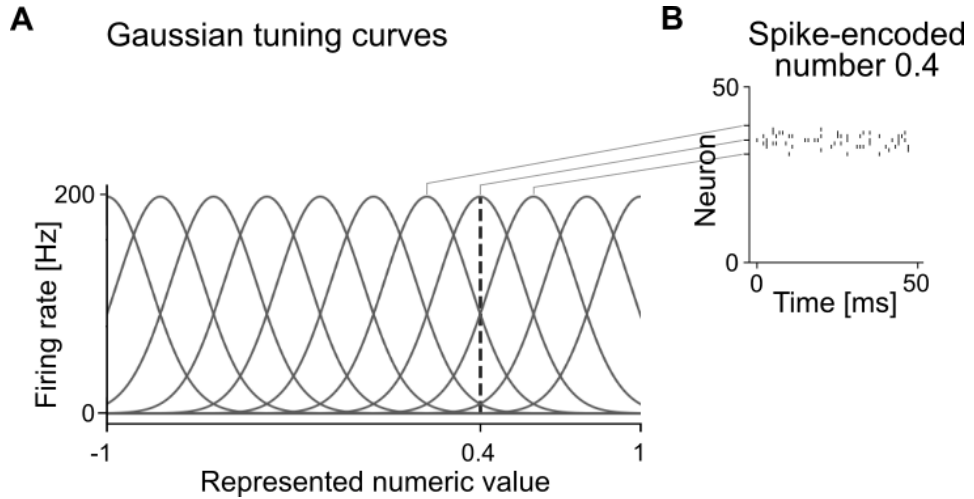 A
Gaussian tuning curves
200
0
Firing rate [Hz]
-1
0.4
1
Represented numeric value
B
Spike-encoded
number 0.4
50
0
Neuron
0
50
Time [ms]